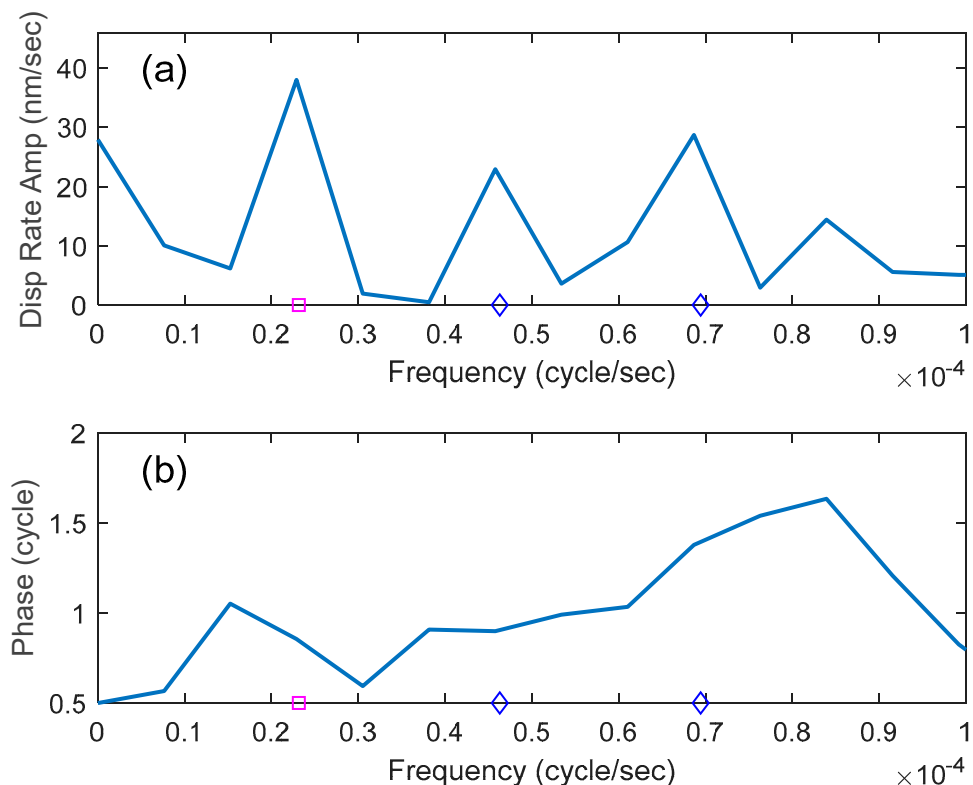 (a)
Disp Rate Amp (nm/sec)
40
30
20
10
0
0 0.1 0.2 0.3 0.4 0.5 0.6 0.7 0.8 0.9 1
Frequency (cycle/sec)
×10-4
(b)
Phase (cycle)
2
1.5
1
0.5
0 0.1 0.2 0.3 0.4 0.5 0.6 0.7 0.8 0.9 1
Frequency (cycle/sec)
×10-4